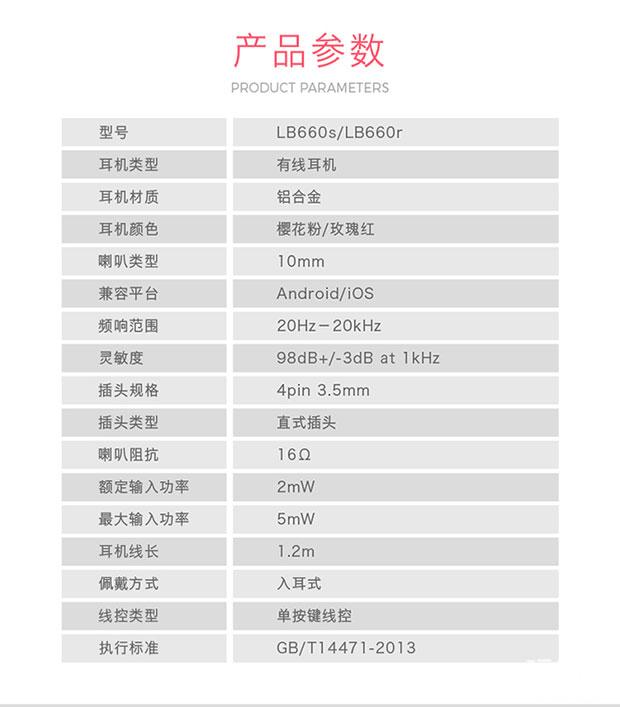 产品参数
PRODUCT PARAMETERS
型号 LB660s/LB660r
耳机类型 有线耳机
耳机材质 铝合金
耳机颜色 樱花粉/玫瑰红
喇叭类型 10mm
兼容平台 Android/iOS
频响范围 20Hz－20kHz
灵敏度 98dB+/-3dB at 1kHz
插头规格 4pin 3.5mm
插头类型 直式插头
喇叭阻抗 16Ω
额定输入功率 2mW
最大输入功率 5mW
耳机线长 1.2m
佩戴方式 入耳式
线控类型 单按键线控
执行标准 GB/T14471-2013